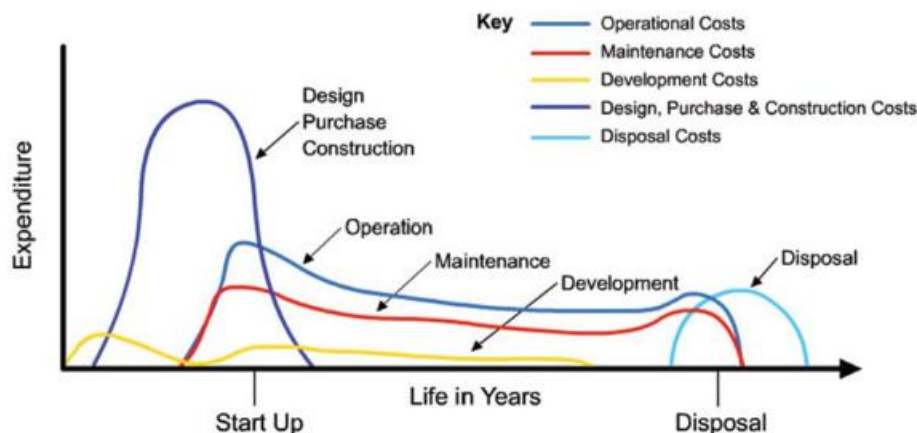 Key
Operational Costs
Maintenance Costs
Development Costs
Design, Purchase & Construction Costs
Disposal Costs
Expenditure
Design
Purchase
Construction
Operation
Maintenance
Development
Disposal
Life in Years
Start Up
Disposal